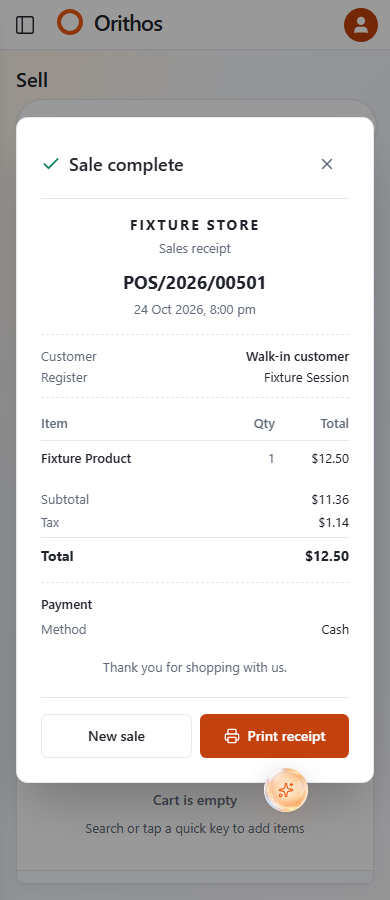 Orithos
Sell
Sale complete
FIXTURE STORE
Sales receipt
POS/2026/00501
24 Oct 2026, 8:00 pm
Customer Walk-in customer
Register Fixture Session
Item Qty Total
Fixture Product 1 $12.50
Subtotal $11.36
Tax $1.14
Total $12.50
Payment
Method Cash
Thank you for shopping with us.
New sale Print receipt
Cart is empty
Search or tap a quick key to add items